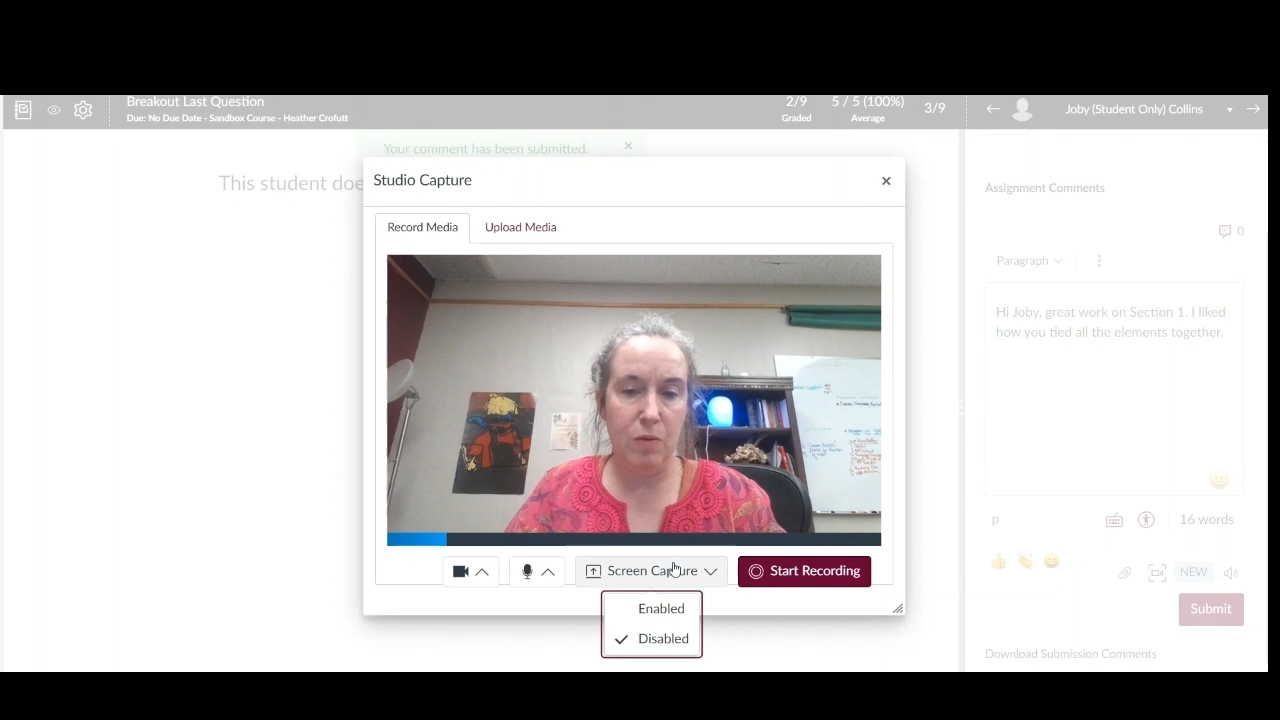 Breakout Last Question
Due: No Due Date - Sandbox Course - Heather Crofutt
2/9
Graded
5 / 5 (100%)
Average
3/9
Joby (Student Only) Collins
Your comment has been submitted.
This student doe
Studio Capture
Record Media
Upload Media
Screen Capture
Start Recording
Enabled
Disabled
Assignment Comments
0
Paragraph
Hi Joby, great work on Section 1. I liked
how you tied all the elements together.
p
16 words
NEW
Submit
Download Submission Comments